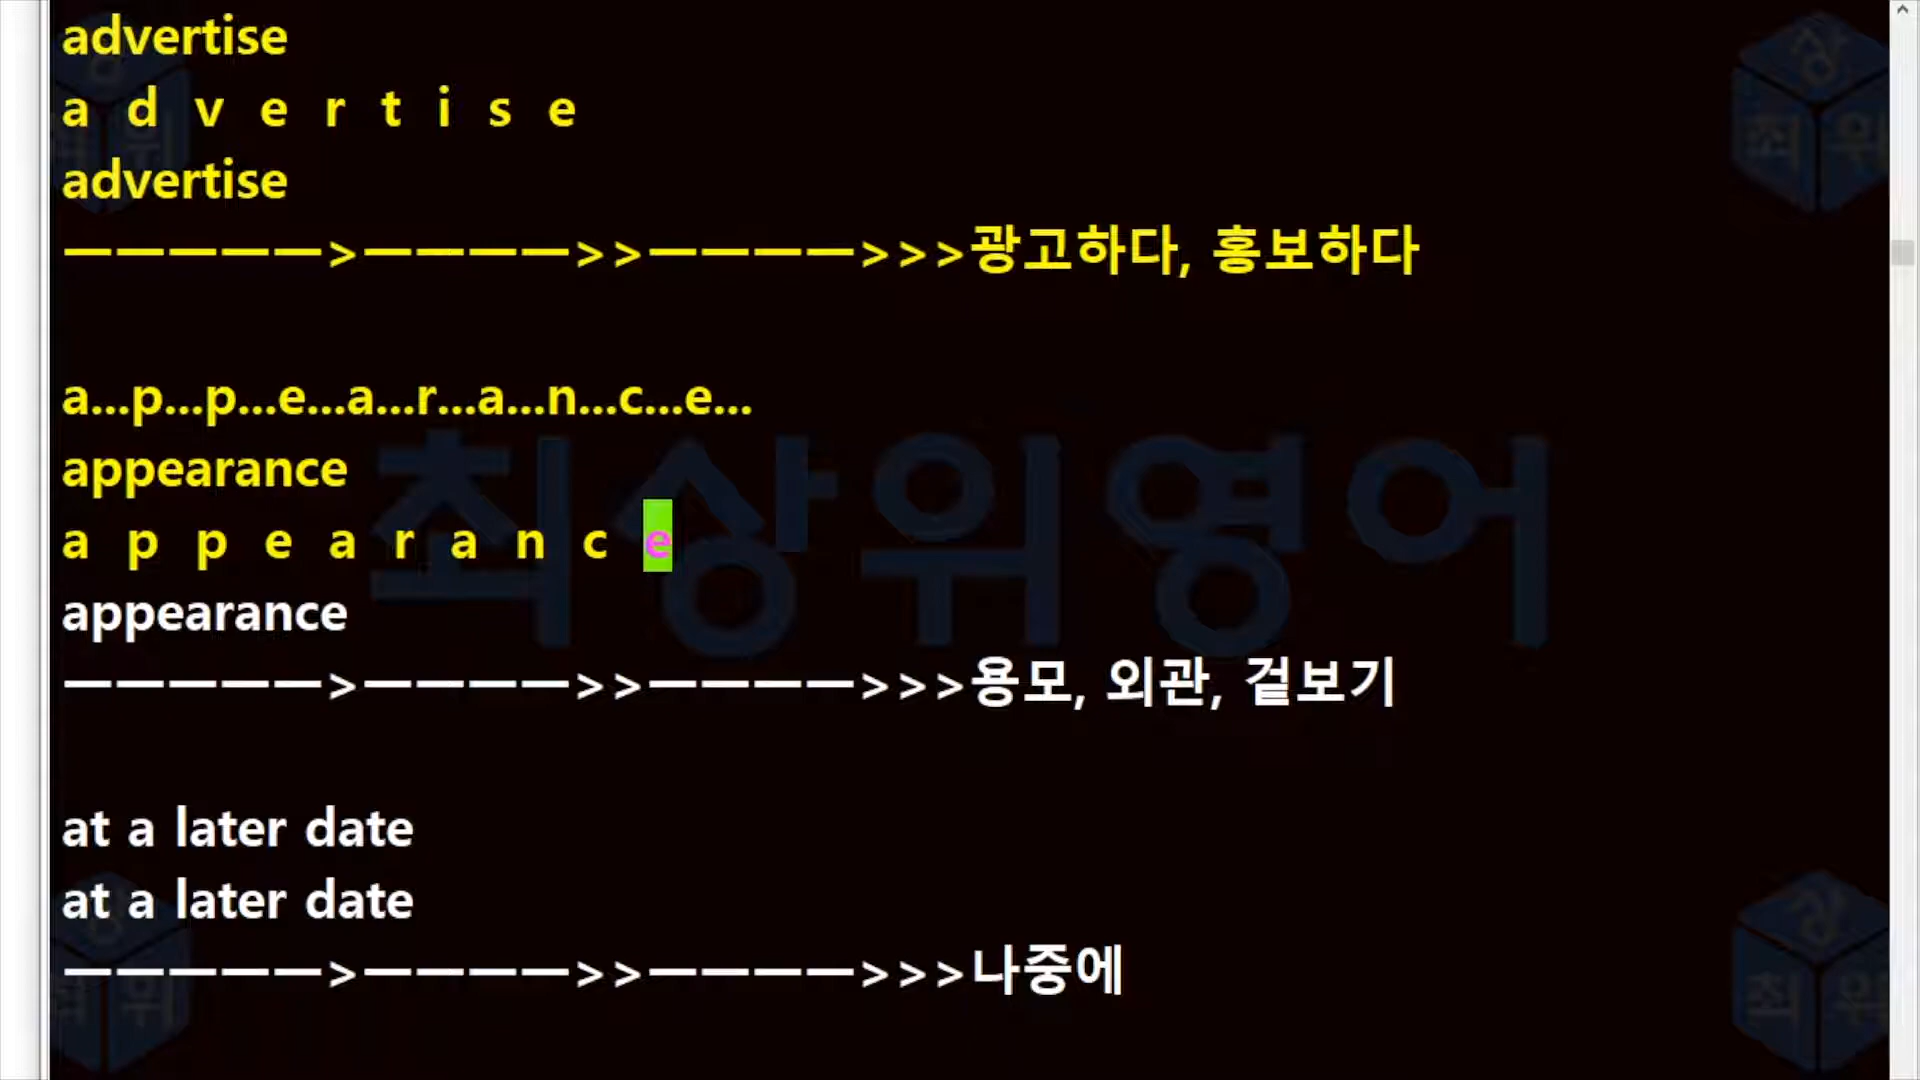 advertise
a d v e r t i s e
advertise
—————>————>>————>>>광고하다, 홍보하다
a...p...p...e...a...r...a...n...c...e...
appearance
a p p e a r a n c e
appearance
—————>————>>————>>>용모, 외관, 겉보기
at a later date
at a later date
—————>————>>————>>>나중에
최상위영어